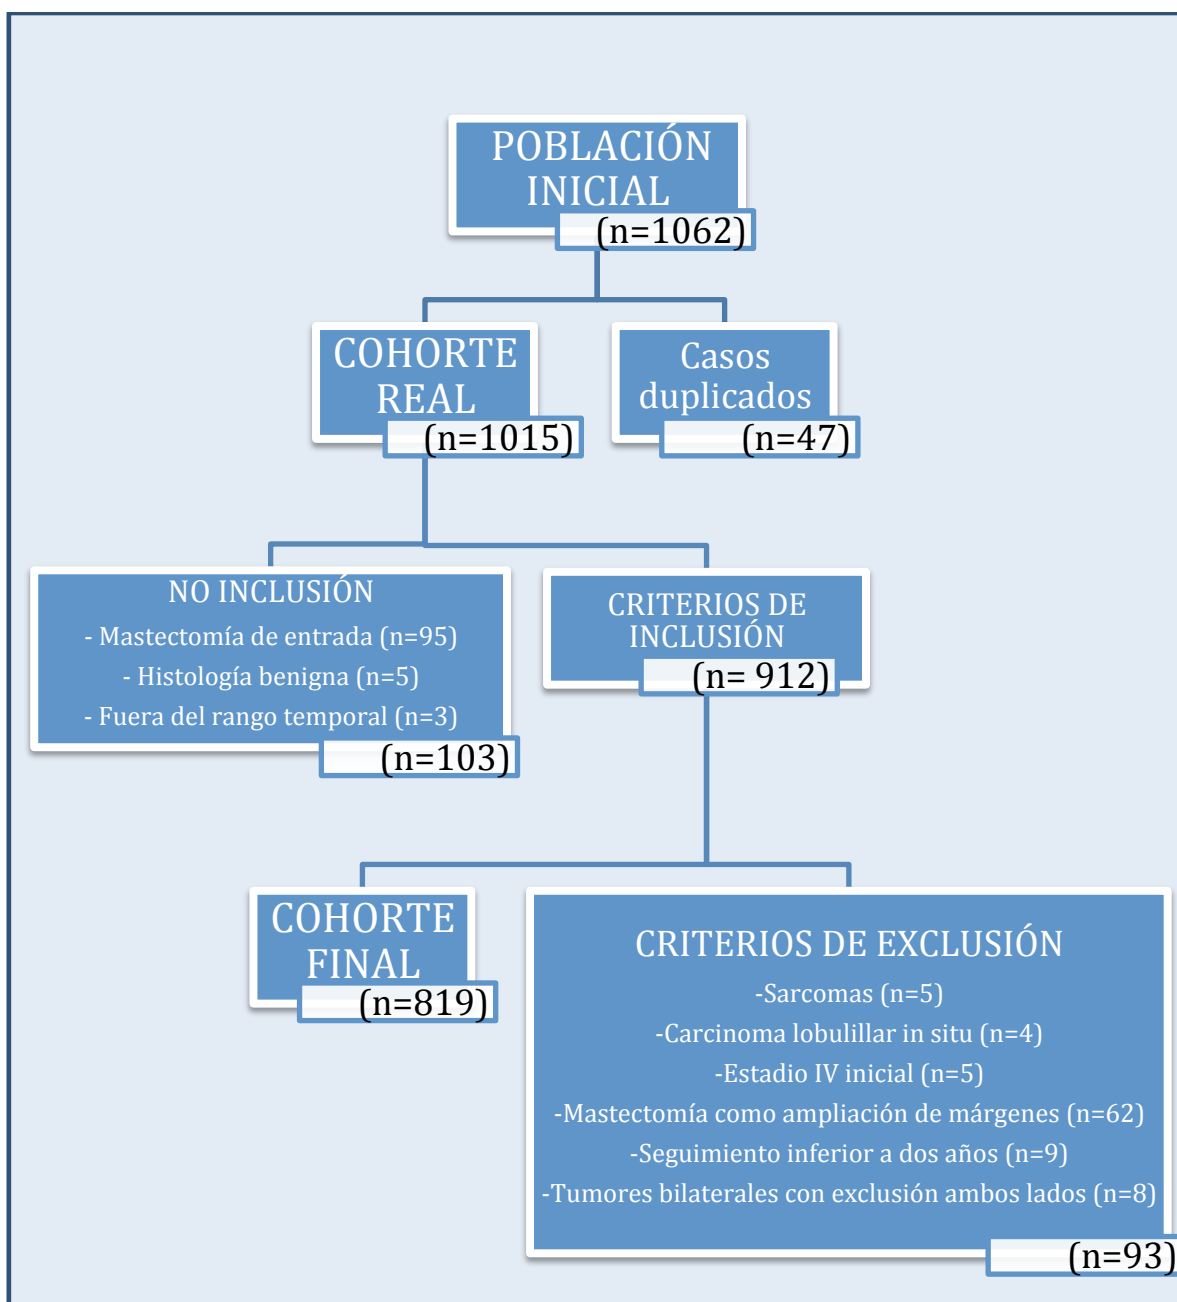 POBLACIÓN
INICIAL
(n=1062)
COHORTE
REAL
(n=1015)
Casos
duplicados
(n=47)
NO INCLUSIÓN
- Mastectomía de entrada (n=95)
- Histología benigna (n=5)
- Fuera del rango temporal (n=3)
(n=103)
CRITERIOS DE
INCLUSIÓN
(n= 912)
COHORTE
FINAL
(n=819)
CRITERIOS DE EXCLUSIÓN
-Sarcomas (n=5)
-Carcinoma lobulillar in situ (n=4)
-Estadio IV inicial (n=5)
-Mastectomía como ampliación de márgenes (n=62)
-Seguimiento inferior a dos años (n=9)
-Tumores bilaterales con exclusión ambos lados (n=8)
(n=93)